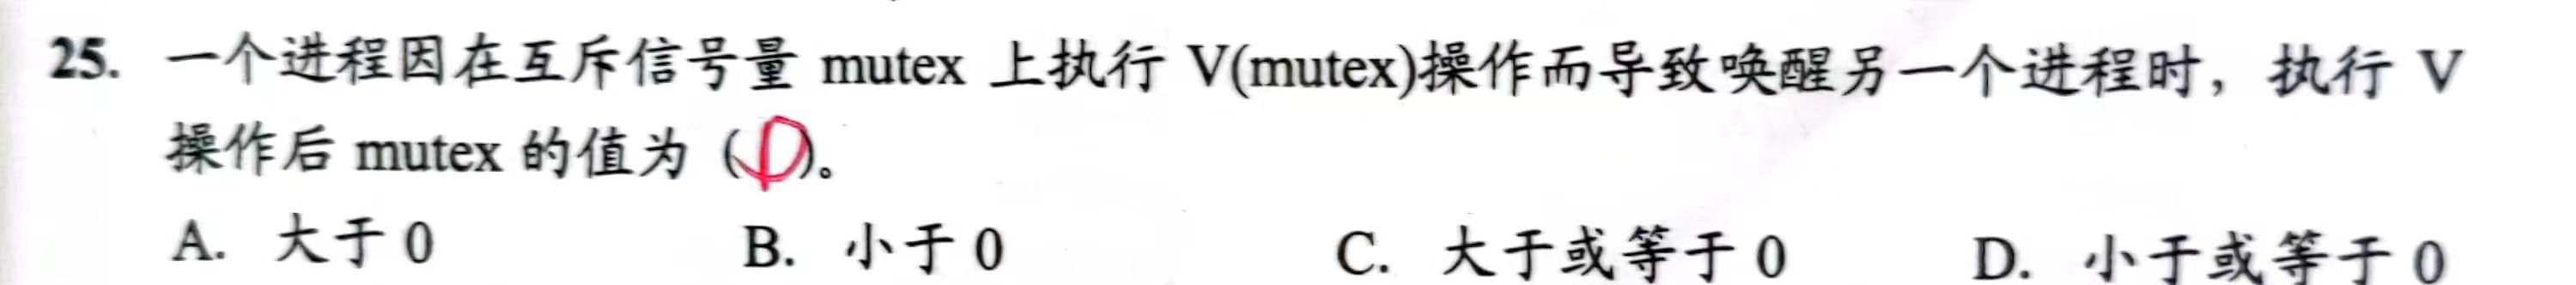 25. 一个进程因在互斥信号量 mutex 上执行 V(mutex)操作而导致唤醒另一个进程时，执行 V
操作后 mutex 的值为（D）。
A. 大于 0 B. 小于 0 C. 大于或等于 0 D. 小于或等于 0